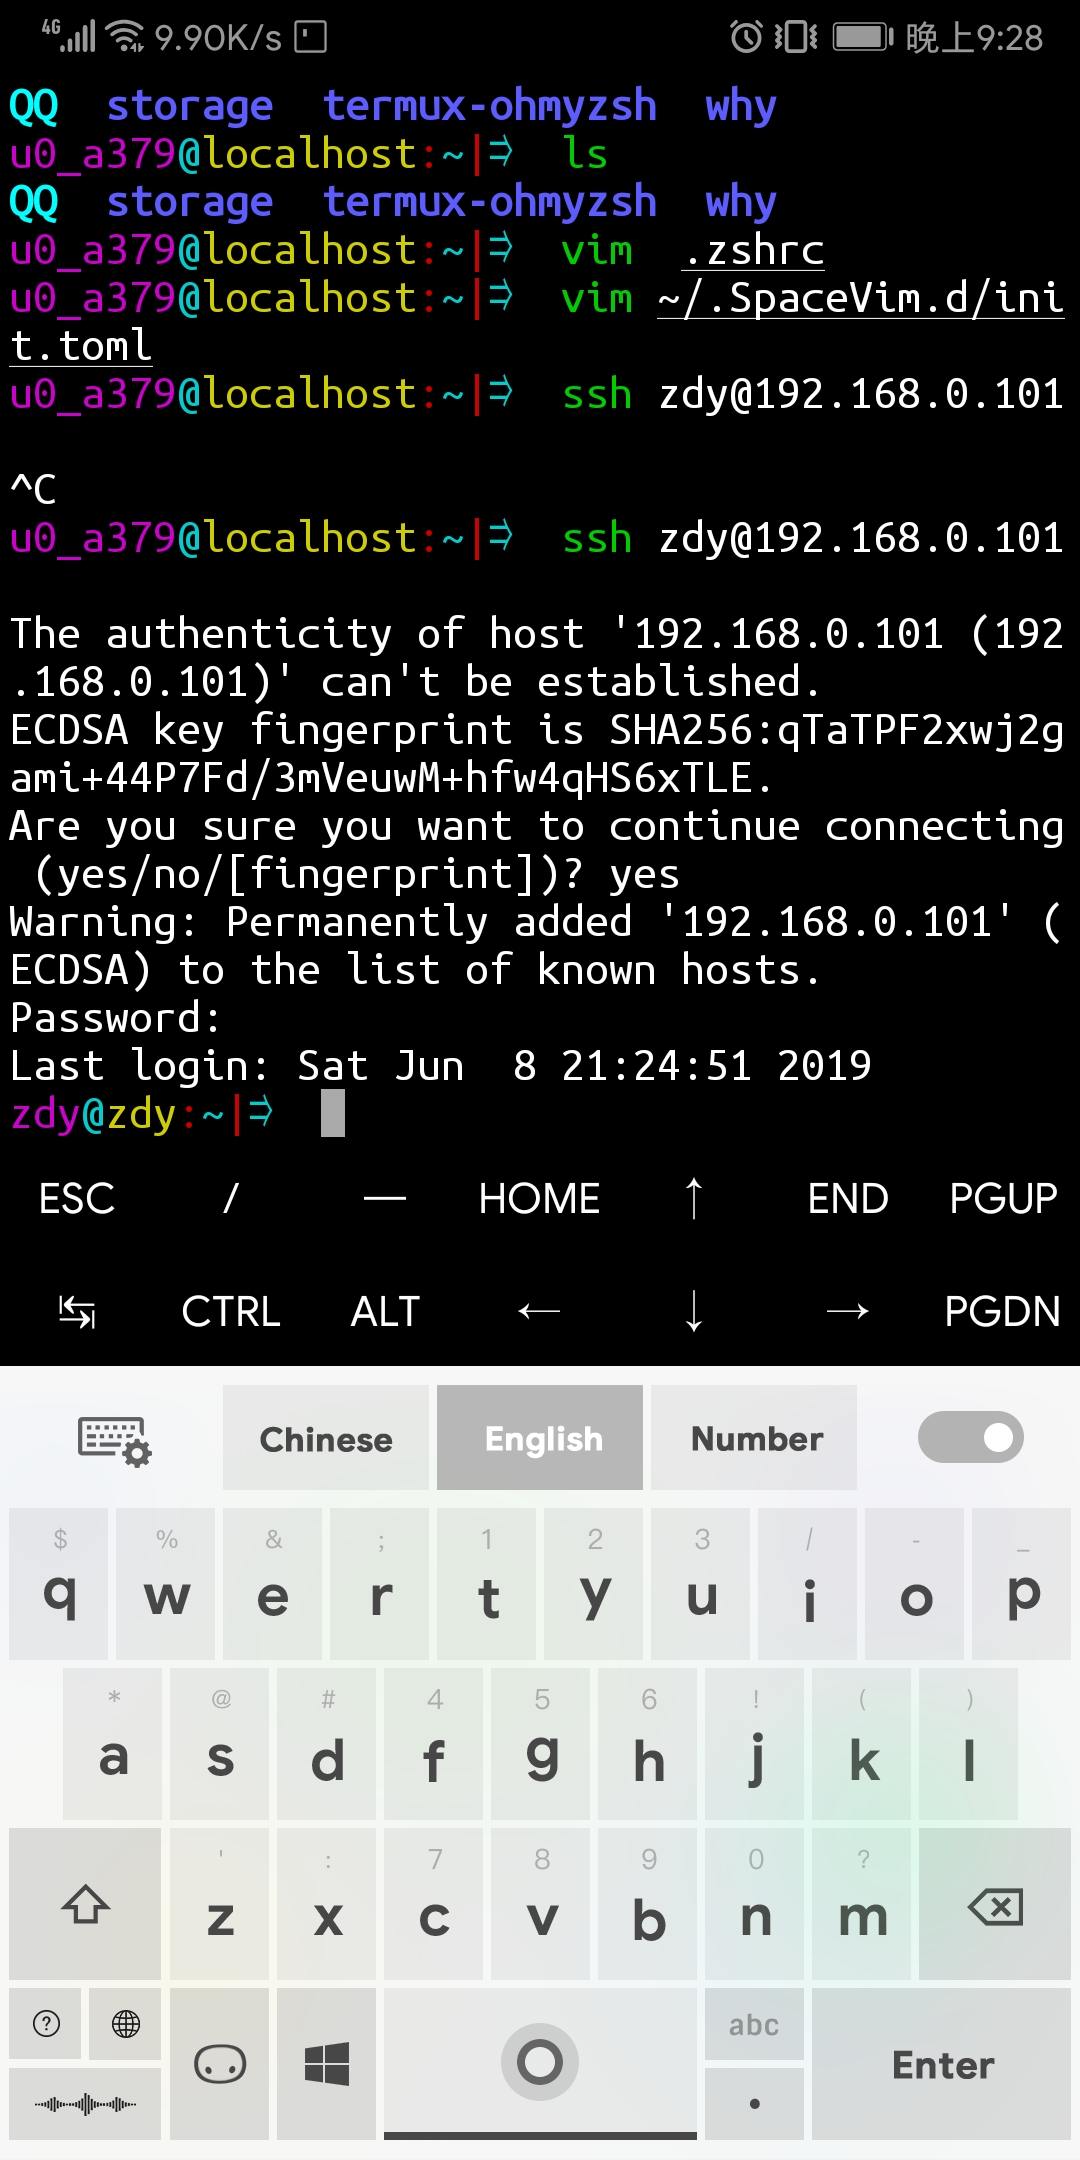 4G 9.90K/s 晚上9:28
QQ  storage  termux-ohmyzsh  why
u0_a379@localhost:~|⇒  ls
QQ  storage  termux-ohmyzsh  why
u0_a379@localhost:~|⇒  vim  .zshrc
u0_a379@localhost:~|⇒  vim ~/.SpaceVim.d/ini
t.toml
u0_a379@localhost:~|⇒  ssh zdy@192.168.0.101
^C
u0_a379@localhost:~|⇒  ssh zdy@192.168.0.101
The authenticity of host '192.168.0.101 (192
.168.0.101)' can't be established.
ECDSA key fingerprint is SHA256:qTaTPF2xwj2g
ami+44P7Fd/3mVeuwM+hfw4qHS6xTLE.
Are you sure you want to continue connecting
 (yes/no/[fingerprint])? yes
Warning: Permanently added '192.168.0.101' (
ECDSA) to the list of known hosts.
Password:
Last login: Sat Jun  8 21:24:51 2019
zdy@zdy:~|⇒
ESC / — HOME ↑ END PGUP
↹ CTRL ALT ← ↓ → PGDN
Chinese English Number
$ % & ; 1 2 3 / - _
q w e r t y u i o p
* @ # 4 5 6 ! ( )
a s d f g h j k l
' : 7 8 9 0 ?
z x c v b n m
? abc
. Enter